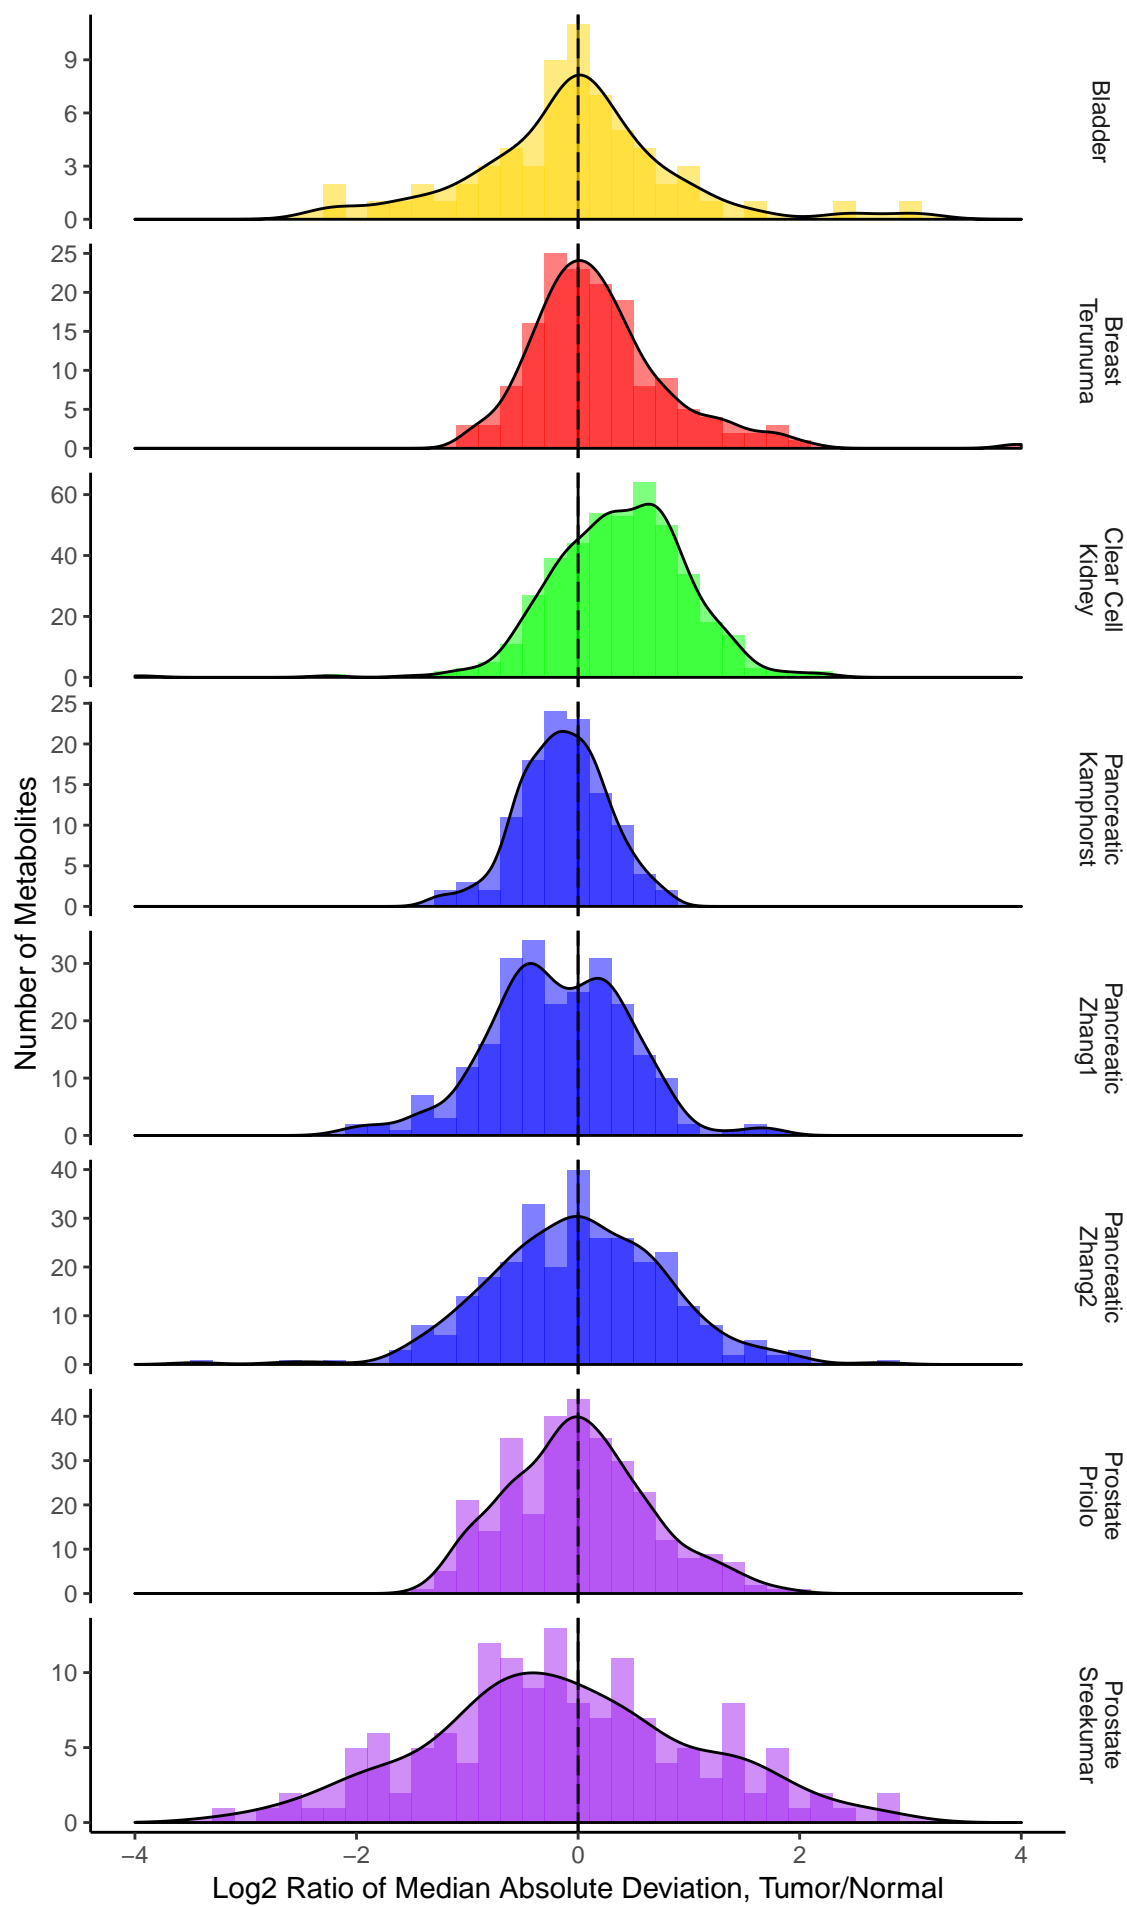 9
6
3
0
Bladder
25
20
15
10
5
0
Breast
Terunuma
60
40
20
0
Clear Cell
Kidney
25
20
15
10
5
0
Pancreatic
Kamphorst
Number of Metabolites
30
20
10
0
Pancreatic
Zhang1
40
30
20
10
0
Pancreatic
Zhang2
40
30
20
10
0
Prostate
Priolo
10
5
0
Prostate
Sreekumar
−4 −2 0 2 4
Log2 Ratio of Median Absolute Deviation, Tumor/Normal